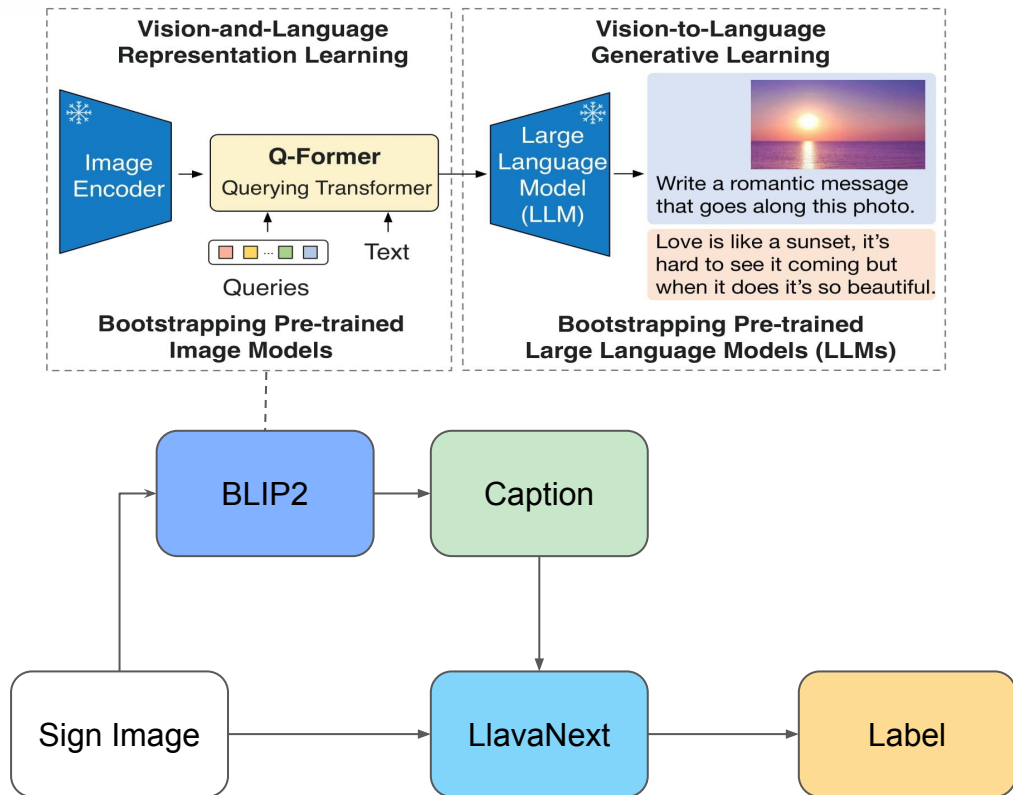 Vision-and-Language
Representation Learning
Vision-to-Language
Generative Learning
Image
Encoder
Q-Former
Querying Transformer
...
Queries
Text
Large
Language
Model
(LLM)
Write a romantic message
that goes along this photo.
Love is like a sunset, it's
hard to see it coming but
when it does it's so beautiful.
Bootstrapping Pre-trained
Image Models
Bootstrapping Pre-trained
Large Language Models (LLMs)
BLIP2
Caption
Sign Image
LlavaNext
Label